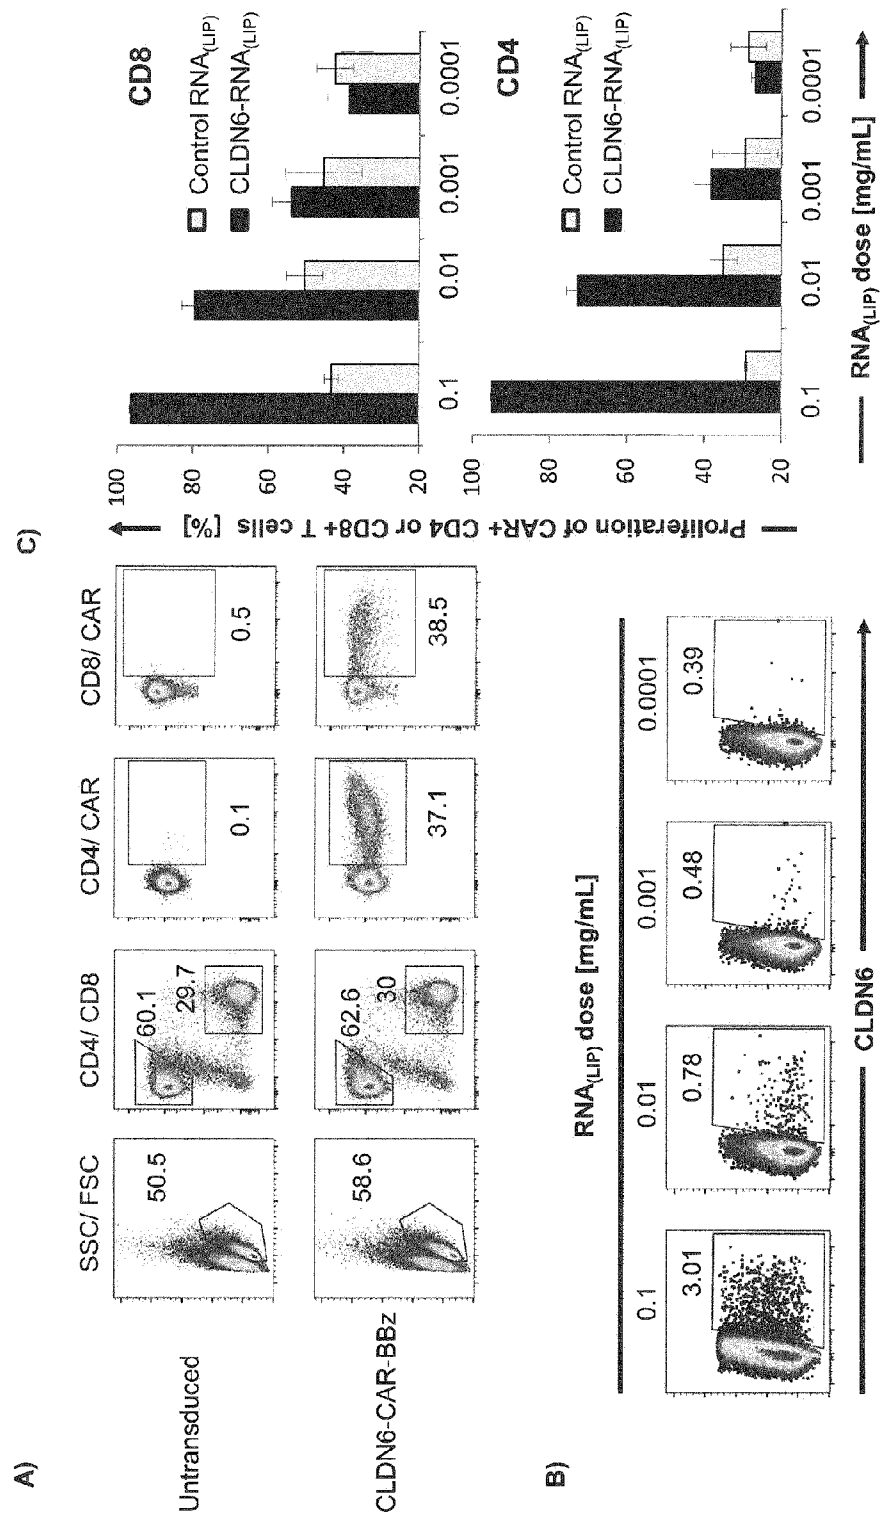 A)
SSC/ FSC
CD4/ CD8
CD4/ CAR
CD8/ CAR
Untransduced
50.5
60.1
29.7
0.1
0.5
CLDN6-CAR-BBz
58.6
62.6
30
37.1
38.5
B)
RNA(LIP) dose [mg/mL]
0.1
0.01
0.001
0.0001
3.01
0.78
0.48
0.39
CLDN6
C)
Proliferation of CAR+ CD4 or CD8+ T cells [%]
CD8
Control RNA(LIP)
CLDN6-RNA(LIP)
100
80
60
40
20
0.1
0.01
0.001
0.0001
CD4
Control RNA(LIP)
CLDN6-RNA(LIP)
100
80
60
40
20
0.1
0.01
0.001
0.0001
RNA(LIP) dose [mg/mL]